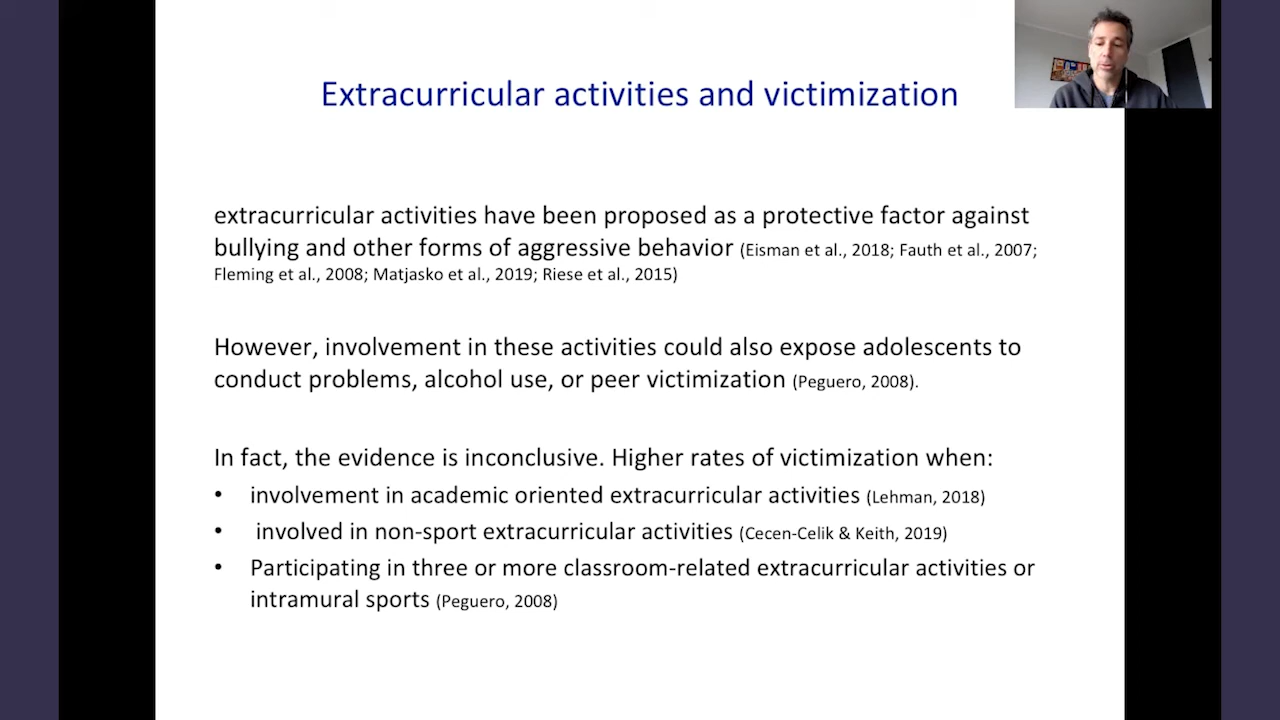 Extracurricular activities and victimization
extracurricular activities have been proposed as a protective factor against
bullying and other forms of aggressive behavior (Eisman et al., 2018; Fauth et al., 2007;
Fleming et al., 2008; Matjasko et al., 2019; Riese et al., 2015)
However, involvement in these activities could also expose adolescents to
conduct problems, alcohol use, or peer victimization (Peguero, 2008).
In fact, the evidence is inconclusive. Higher rates of victimization when:
• involvement in academic oriented extracurricular activities (Lehman, 2018)
• involved in non-sport extracurricular activities (Cecen-Celik & Keith, 2019)
• Participating in three or more classroom-related extracurricular activities or
intramural sports (Peguero, 2008)